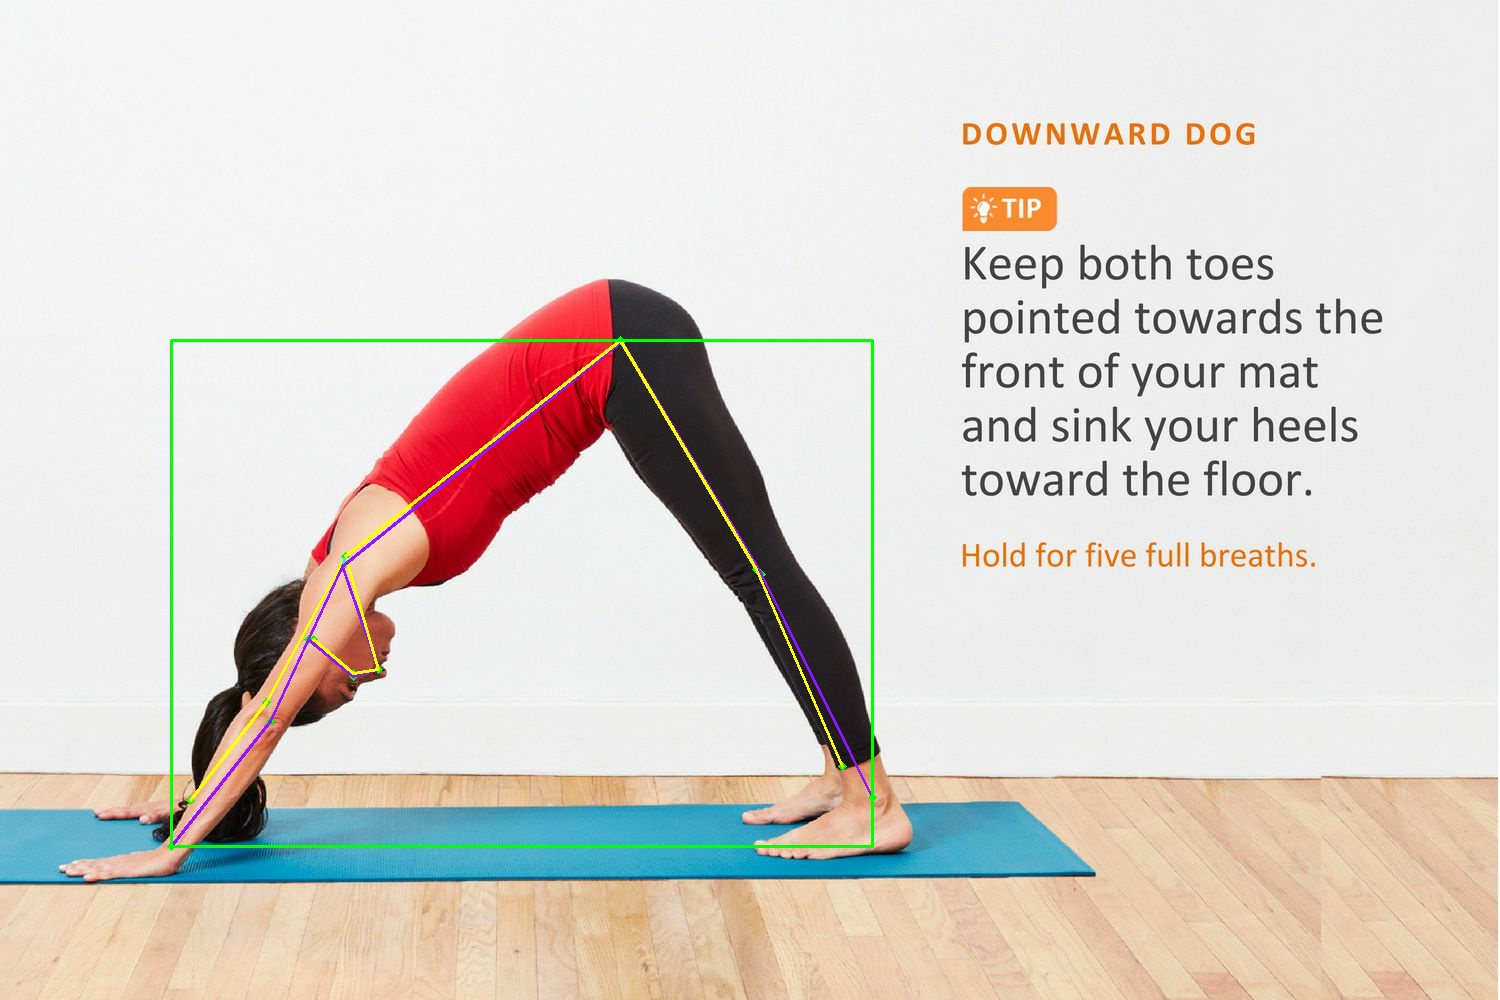 DOWNWARD DOG
TIP
Keep both toes
pointed towards the
front of your mat
and sink your heels
toward the floor.
Hold for five full breaths.